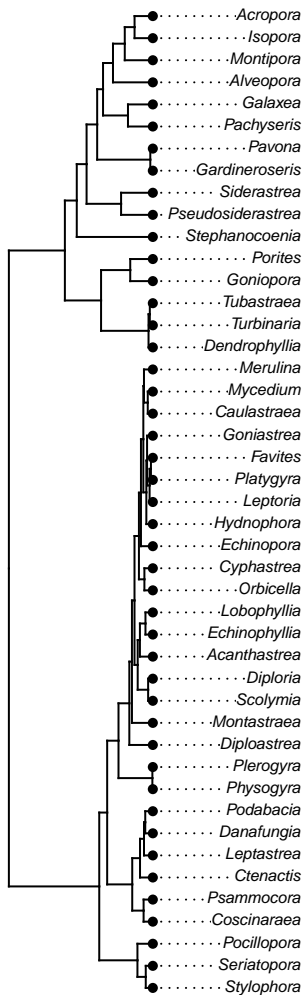 Acropora
Isopora
Montipora
Alveopora
Galaxea
Pachyseris
Pavona
Gardineroseris
Siderastrea
Pseudosiderastrea
Stephanocoenia
Porites
Goniopora
Tubastraea
Turbinaria
Dendrophyllia
Merulina
Mycedium
Caulastraea
Goniastrea
Favites
Platygyra
Leptoria
Hydnophora
Echinopora
Cyphastrea
Orbicella
Lobophyllia
Echinophyllia
Acanthastrea
Diploria
Scolymia
Montastraea
Diploastrea
Plerogyra
Physogyra
Podabacia
Danafungia
Leptastrea
Ctenactis
Psammocora
Coscinaraea
Pocillopora
Seriatopora
Stylophora